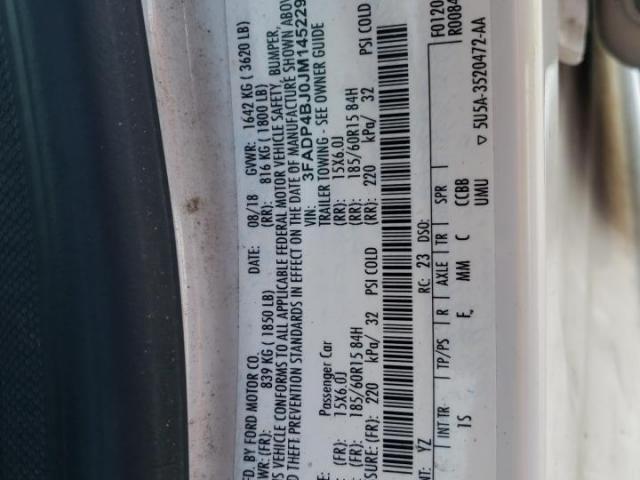 FD. BY FORD MOTOR CO. DATE: 08/18 GVWR: 1642 KG ( 3620 LB)
WR: (FR): 839 KG ( 1850 LB) (RR): 816 KG ( 1800 LB)
VEHICLE CONFORMS TO ALL APPLICABLE FEDERAL MOTOR VEHICLE SAFETY, BUMPER,
THEFT PREVENTION STANDARDS IN EFFECT ON THE DATE OF MANUFACTURE SHOWN ABOVE
VIN: 3FADP4BJ0JM145229
Passenger Car TRAILER TOWING - SEE OWNER GUIDE
(FR): 15X6.0J (RR): 15X6.0J
(FR): 185/60R15 84H (RR): 185/60R15 84H
SURE: (FR): 220 kPa/ 32 PSI COLD (RR): 220 kPa/ 32 PSI COLD
NT: YZ RC: 23 DSO: F0120
INT TR TP/PS R AXLE TR SPR R0084
IS E, MM C CCBB
UMU
▽ 5U5A-3520472-AA